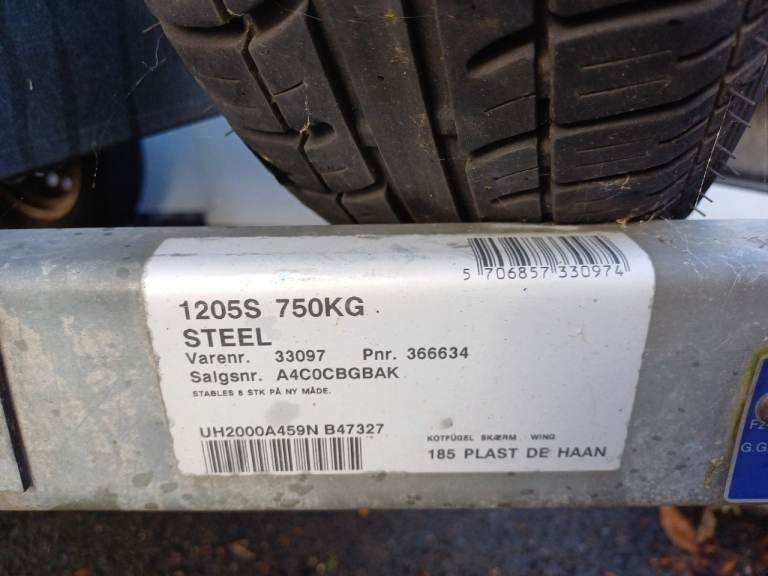 5 706857 330974
1205S 750KG
STEEL
Varenr. 33097 Pnr. 366634
Salgsnr. A4C0CBGBAK
STABLES 8 STK PÅ NY MÅDE.
UH2000A459N B47327
KOTFÜGEL SKÆRM WING
185 PLAST DE HAAN
G.G